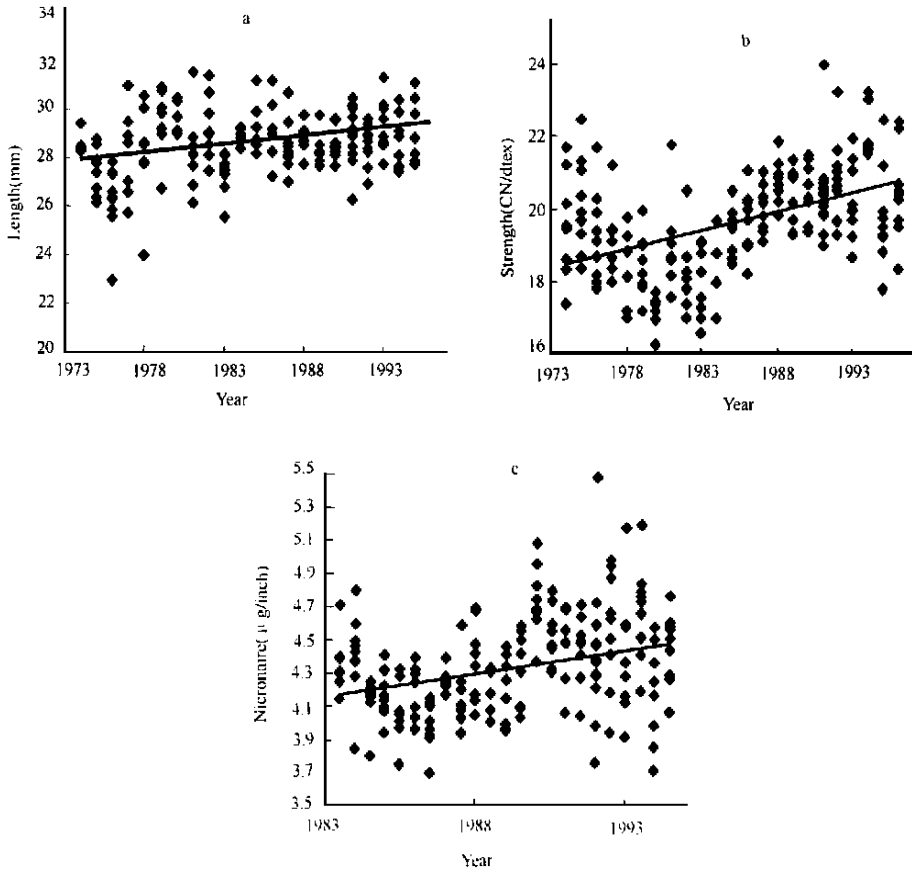 a
34
32
30
28
26
24
22
20
Length(mm)
1973 1978 1983 1988 1993
Year
b
24
22
20
18
16
Strength(CN/dtex)
1973 1978 1983 1988 1993
Year
c
5.5
5.3
5.1
4.9
4.7
4.5
4.3
4.1
3.9
3.7
3.5
Nicronaire( μ g/inch)
1983 1988 1993
Year